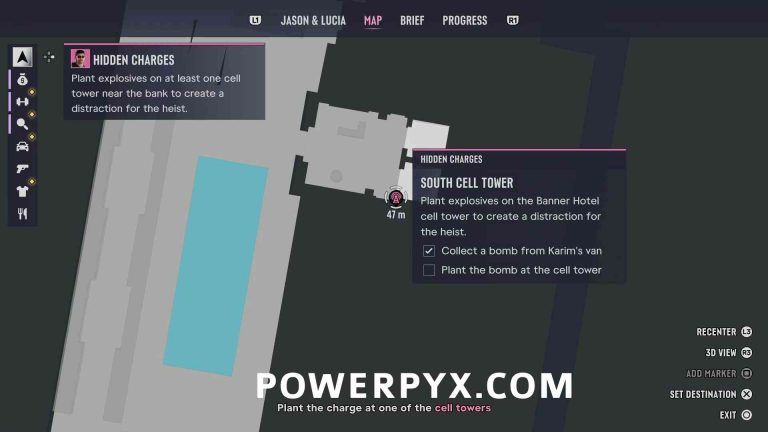 L1 JASON & LUCIA MAP BRIEF PROGRESS R1
HIDDEN CHARGES
Plant explosives on at least one cell
tower near the bank to create a
distraction for the heist.
HIDDEN CHARGES
SOUTH CELL TOWER
Plant explosives on the Banner Hotel
cell tower to create a distraction for
the heist.
Collect a bomb from Karim's van
Plant the bomb at the cell tower
47 m
RECENTER L3
3D VIEW R3
ADD MARKER
SET DESTINATION
EXIT
POWERPYX.COM
Plant the charge at one of the cell towers